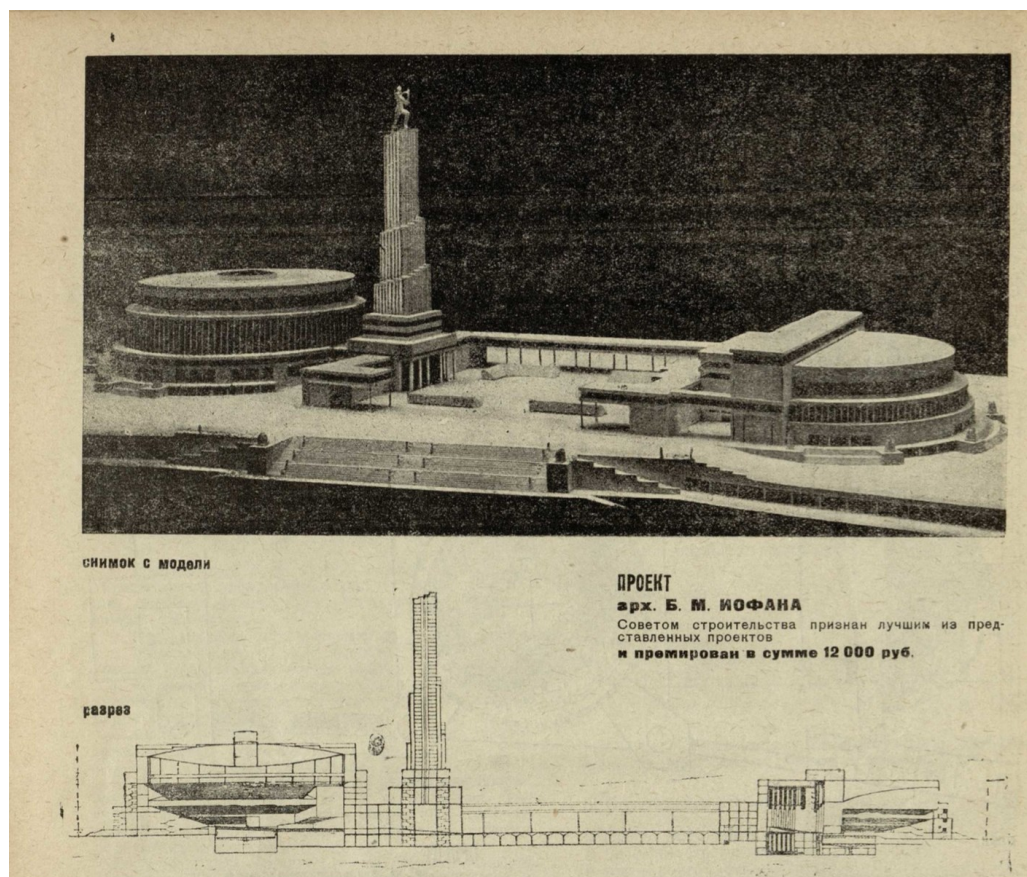 снимок с модели
ПРОЕКТ
арх. Б. М. ИОФАНА
Советом строительства признан лучшим из пред-
ставленных проектов
и премирован в сумме 12 000 руб.
разрез